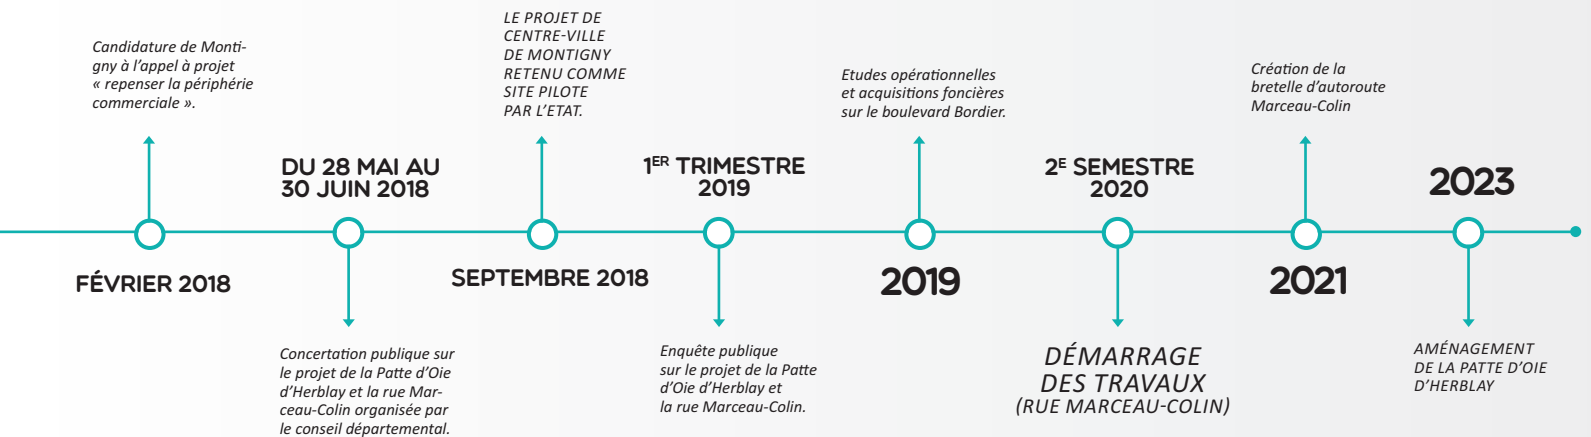 Candidature de Monti-
gny à l'appel à projet
« repenser la périphérie
commerciale ».
FÉVRIER 2018
DU 28 MAI AU
30 JUIN 2018
Concertation publique sur
le projet de la Patte d'Oie
d'Herblay et la rue Mar-
ceau-Colin organisée par
le conseil départemental.
LE PROJET DE
CENTRE-VILLE
DE MONTIGNY
RETENU COMME
SITE PILOTE
PAR L'ETAT.
SEPTEMBRE 2018
1ER TRIMESTRE
2019
Enquête publique
sur le projet de la Patte
d'Oie d'Herblay et
la rue Marceau-Colin.
Etudes opérationnelles
et acquisitions foncières
sur le boulevard Bordier.
2019
2E SEMESTRE
2020
DÉMARRAGE
DES TRAVAUX
(RUE MARCEAU-COLIN)
Création de la
bretelle d'autoroute
Marceau-Colin
2021
2023
AMÉNAGEMENT
DE LA PATTE D'OIE
D'HERBLAY